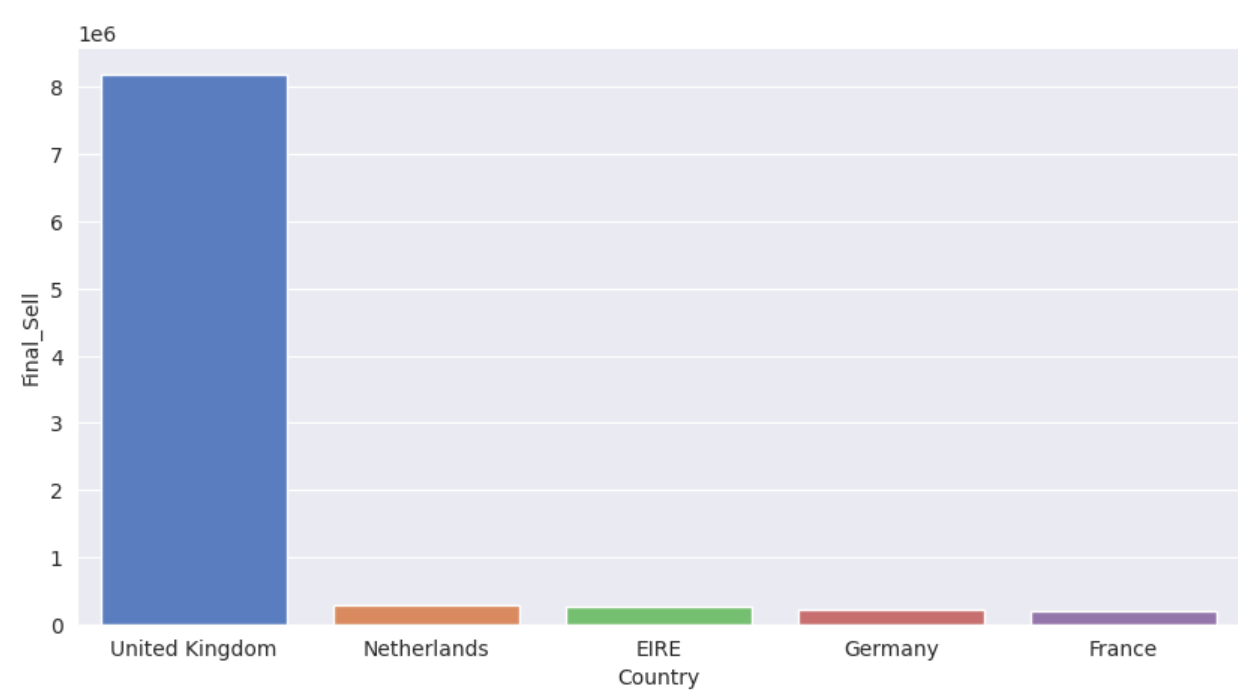 1e6
8
7
6
5
4
3
2
1
0
Final_Sell
United Kingdom
Netherlands
EIRE
Germany
France
Country